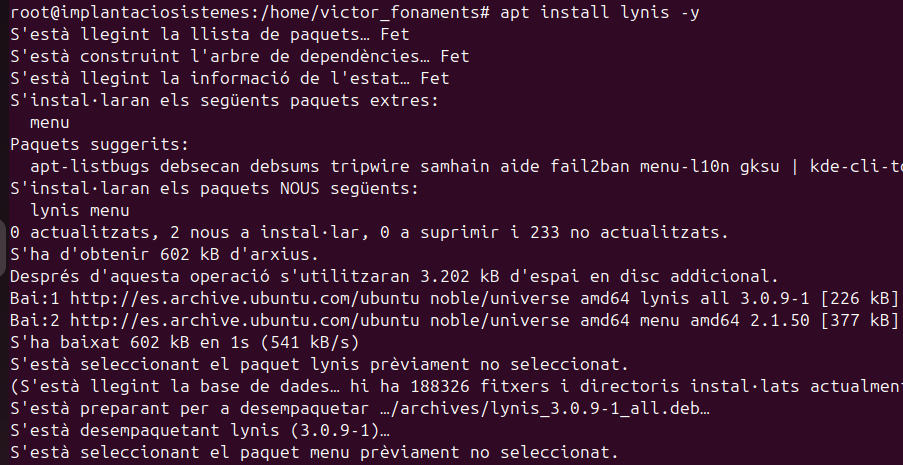 root@implantaciosistemes:/home/victor_fonaments# apt install lynis -y
S'està llegint la llista de paquets… Fet
S'està construint l'arbre de dependències… Fet
S'està llegint la informació de l'estat… Fet
S'instal·laran els següents paquets extres:
  menu
Paquets suggerits:
  apt-listbugs debsecan debsums tripwire samhain aide fail2ban menu-l10n gksu | kde-cli-to
S'instal·laran els paquets NOUS següents:
  lynis menu
0 actualitzats, 2 nous a instal·lar, 0 a suprimir i 233 no actualitzats.
S'ha d'obtenir 602 kB d'arxius.
Després d'aquesta operació s'utilitzaran 3.202 kB d'espai en disc addicional.
Bai:1 http://es.archive.ubuntu.com/ubuntu noble/universe amd64 lynis all 3.0.9-1 [226 kB]
Bai:2 http://es.archive.ubuntu.com/ubuntu noble/universe amd64 menu amd64 2.1.50 [377 kB]
S'ha baixat 602 kB en 1s (541 kB/s)
S'està seleccionant el paquet lynis prèviament no seleccionat.
(S'està llegint la base de dades… hi ha 188326 fitxers i directoris instal·lats actualmen
S'està preparant per a desempaquetar …/archives/lynis_3.0.9-1_all.deb…
S'està desempaquetant lynis (3.0.9-1)…
S'està seleccionant el paquet menu prèviament no seleccionat.